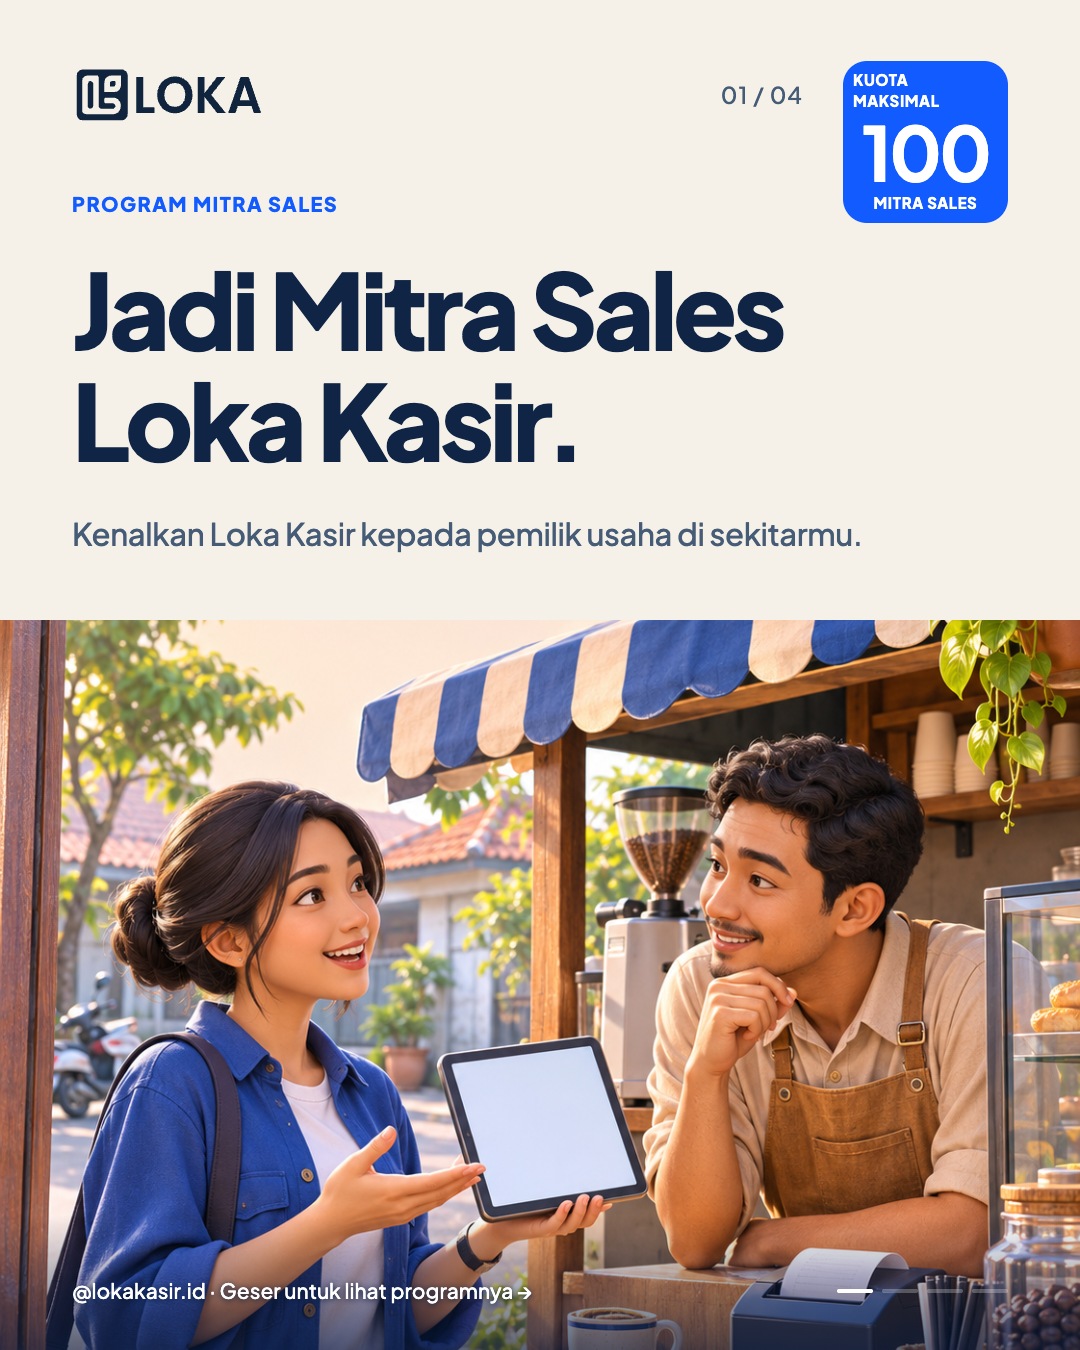 LOKA
01 / 04
KUOTA
MAKSIMAL
100
MITRA SALES
PROGRAM MITRA SALES
Jadi Mitra Sales
Loka Kasir.
Kenalkan Loka Kasir kepada pemilik usaha di sekitarmu.
@lokakasir.id · Geser untuk lihat programnya →